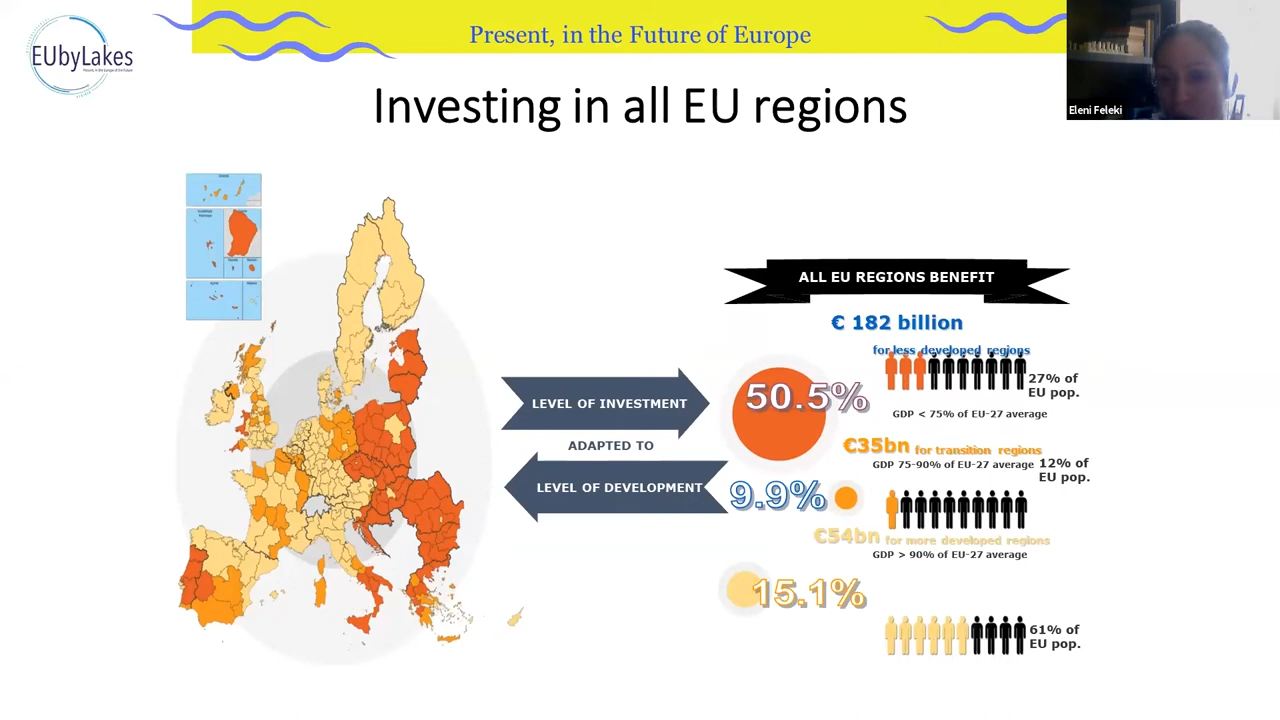 EUbyLakes
Present, in the Future of Europe
Eleni Feleki
Investing in all EU regions
ALL EU REGIONS BENEFIT
€ 182 billion
for less developed regions
27% of
EU pop.
GDP < 75% of EU-27 average
LEVEL OF INVESTMENT
50.5%
ADAPTED TO
€35bn for transition regions
GDP 75-90% of EU-27 average
12% of
EU pop.
LEVEL OF DEVELOPMENT
9.9%
€54bn for more developed regions
GDP > 90% of EU-27 average
15.1%
61% of
EU pop.